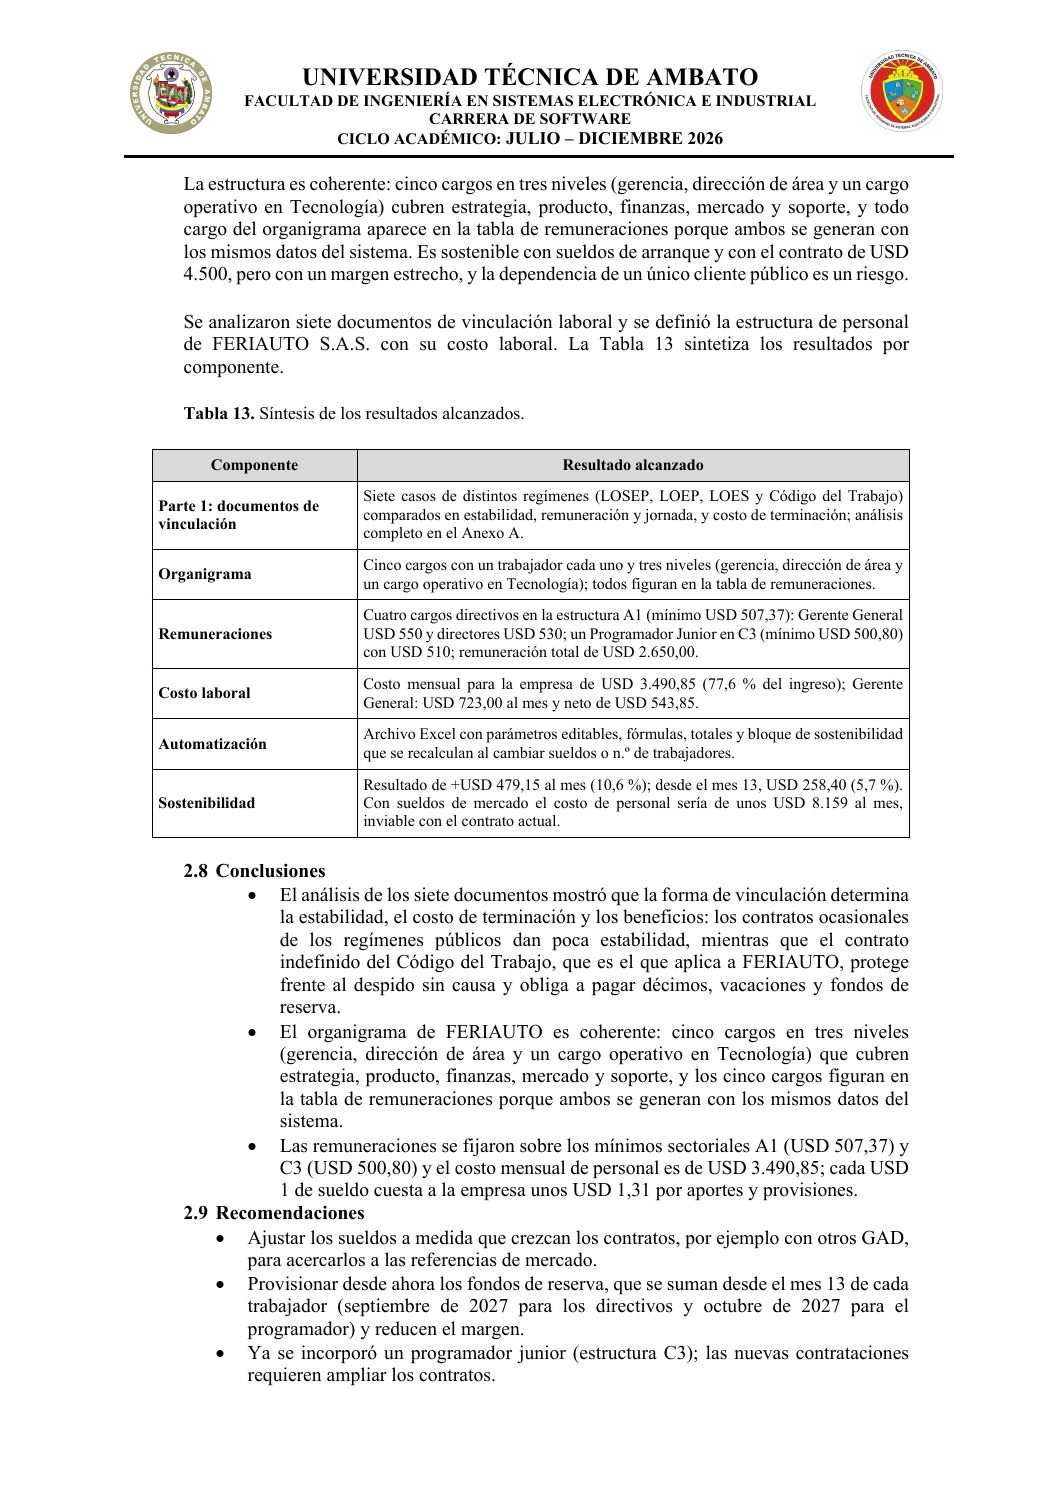 UNIVERSIDAD TÉCNICA DE AMBATO
FACULTAD DE INGENIERÍA EN SISTEMAS ELECTRÓNICA E INDUSTRIAL
CARRERA DE SOFTWARE
CICLO ACADÉMICO: JULIO – DICIEMBRE 2026
La estructura es coherente: cinco cargos en tres niveles (gerencia, dirección de área y un cargo
operativo en Tecnología) cubren estrategia, producto, finanzas, mercado y soporte, y todo
cargo del organigrama aparece en la tabla de remuneraciones porque ambos se generan con
los mismos datos del sistema. Es sostenible con sueldos de arranque y con el contrato de USD
4.500, pero con un margen estrecho, y la dependencia de un único cliente público es un riesgo.
Se analizaron siete documentos de vinculación laboral y se definió la estructura de personal
de FERIAUTO S.A.S. con su costo laboral. La Tabla 13 sintetiza los resultados por
componente.
Tabla 13. Síntesis de los resultados alcanzados.
Componente
Resultado alcanzado
Parte 1: documentos de
vinculación
Siete casos de distintos regímenes (LOSEP, LOEP, LOES y Código del Trabajo)
comparados en estabilidad, remuneración y jornada, y costo de terminación; análisis
completo en el Anexo A.
Organigrama
Cinco cargos con un trabajador cada uno y tres niveles (gerencia, dirección de área y
un cargo operativo en Tecnología); todos figuran en la tabla de remuneraciones.
Remuneraciones
Cuatro cargos directivos en la estructura A1 (mínimo USD 507,37): Gerente General
USD 550 y directores USD 530; un Programador Junior en C3 (mínimo USD 500,80)
con USD 510; remuneración total de USD 2.650,00.
Costo laboral
Costo mensual para la empresa de USD 3.490,85 (77,6 % del ingreso); Gerente
General: USD 723,00 al mes y neto de USD 543,85.
Automatización
Archivo Excel con parámetros editables, fórmulas, totales y bloque de sostenibilidad
que se recalculan al cambiar sueldos o n.º de trabajadores.
Sostenibilidad
Resultado de +USD 479,15 al mes (10,6 %); desde el mes 13, USD 258,40 (5,7 %).
Con sueldos de mercado el costo de personal sería de unos USD 8.159 al mes,
inviable con el contrato actual.
2.8 Conclusiones
• El análisis de los siete documentos mostró que la forma de vinculación determina
la estabilidad, el costo de terminación y los beneficios: los contratos ocasionales
de los regímenes públicos dan poca estabilidad, mientras que el contrato
indefinido del Código del Trabajo, que es el que aplica a FERIAUTO, protege
frente al despido sin causa y obliga a pagar décimos, vacaciones y fondos de
reserva.
• El organigrama de FERIAUTO es coherente: cinco cargos en tres niveles
(gerencia, dirección de área y un cargo operativo en Tecnología) que cubren
estrategia, producto, finanzas, mercado y soporte, y los cinco cargos figuran en
la tabla de remuneraciones porque ambos se generan con los mismos datos del
sistema.
• Las remuneraciones se fijaron sobre los mínimos sectoriales A1 (USD 507,37) y
C3 (USD 500,80) y el costo mensual de personal es de USD 3.490,85; cada USD
1 de sueldo cuesta a la empresa unos USD 1,31 por aportes y provisiones.
2.9 Recomendaciones
• Ajustar los sueldos a medida que crezcan los contratos, por ejemplo con otros GAD,
para acercarlos a las referencias de mercado.
• Provisionar desde ahora los fondos de reserva, que se suman desde el mes 13 de cada
trabajador (septiembre de 2027 para los directivos y octubre de 2027 para el
programador) y reducen el margen.
• Ya se incorporó un programador junior (estructura C3); las nuevas contrataciones
requieren ampliar los contratos.